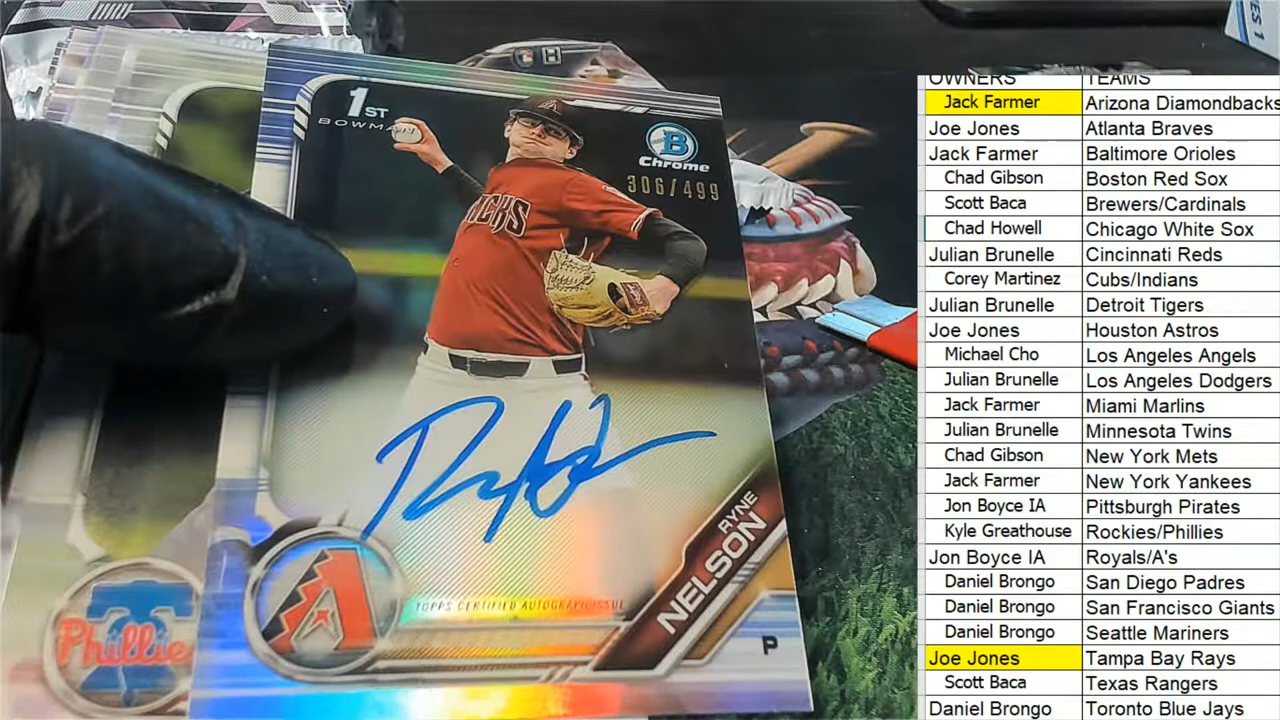 1ST
BOWMAN
B
Chrome
306/499
RYNE
NELSON
TOPPS CERTIFIED AUTOGRAPH ISSUE
P
Phillie
OWNERS TEAMS
Jack Farmer Arizona Diamondbacks
Joe Jones Atlanta Braves
Jack Farmer Baltimore Orioles
Chad Gibson Boston Red Sox
Scott Baca Brewers/Cardinals
Chad Howell Chicago White Sox
Julian Brunelle Cincinnati Reds
Corey Martinez Cubs/Indians
Julian Brunelle Detroit Tigers
Joe Jones Houston Astros
Michael Cho Los Angeles Angels
Julian Brunelle Los Angeles Dodgers
Jack Farmer Miami Marlins
Julian Brunelle Minnesota Twins
Chad Gibson New York Mets
Jack Farmer New York Yankees
Jon Boyce IA Pittsburgh Pirates
Kyle Greathouse Rockies/Phillies
Jon Boyce IA Royals/A's
Daniel Brongo San Diego Padres
Daniel Brongo San Francisco Giants
Daniel Brongo Seattle Mariners
Joe Jones Tampa Bay Rays
Scott Baca Texas Rangers
Daniel Brongo Toronto Blue Jays